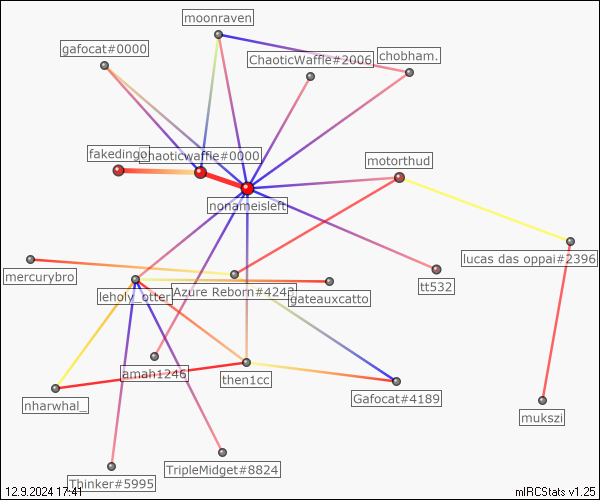 moonraven
gafocat#0000
ChaoticWaffle#2006
chobham.
fakedingo
chaoticwaffle#0000
motorthud
nonameisleft
lucas das oppai#2396
mercurybro
tt532
leholy_otter
Azure Reborn#4242
gateauxcatto
amah1246
then1cc
nharwhal_
Gafocat#4189
mukszi
Thinker#5995
TripleMidget#8824
12.9.2024 17:41
mIRCStats v1.25